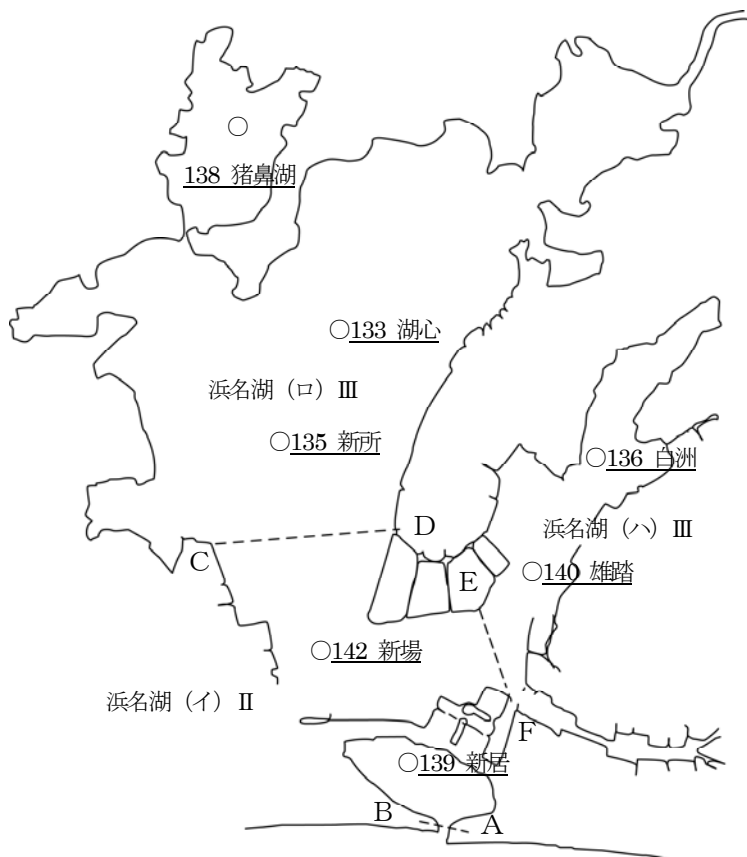 ○
138 猪鼻湖
○133 湖心
浜名湖（ロ）Ⅲ
○135 新所
○136 白洲
浜名湖（ハ）Ⅲ
D
C
E
○140 雄踏
○142 新場
浜名湖（イ）Ⅱ
F
○139 新居
B
A